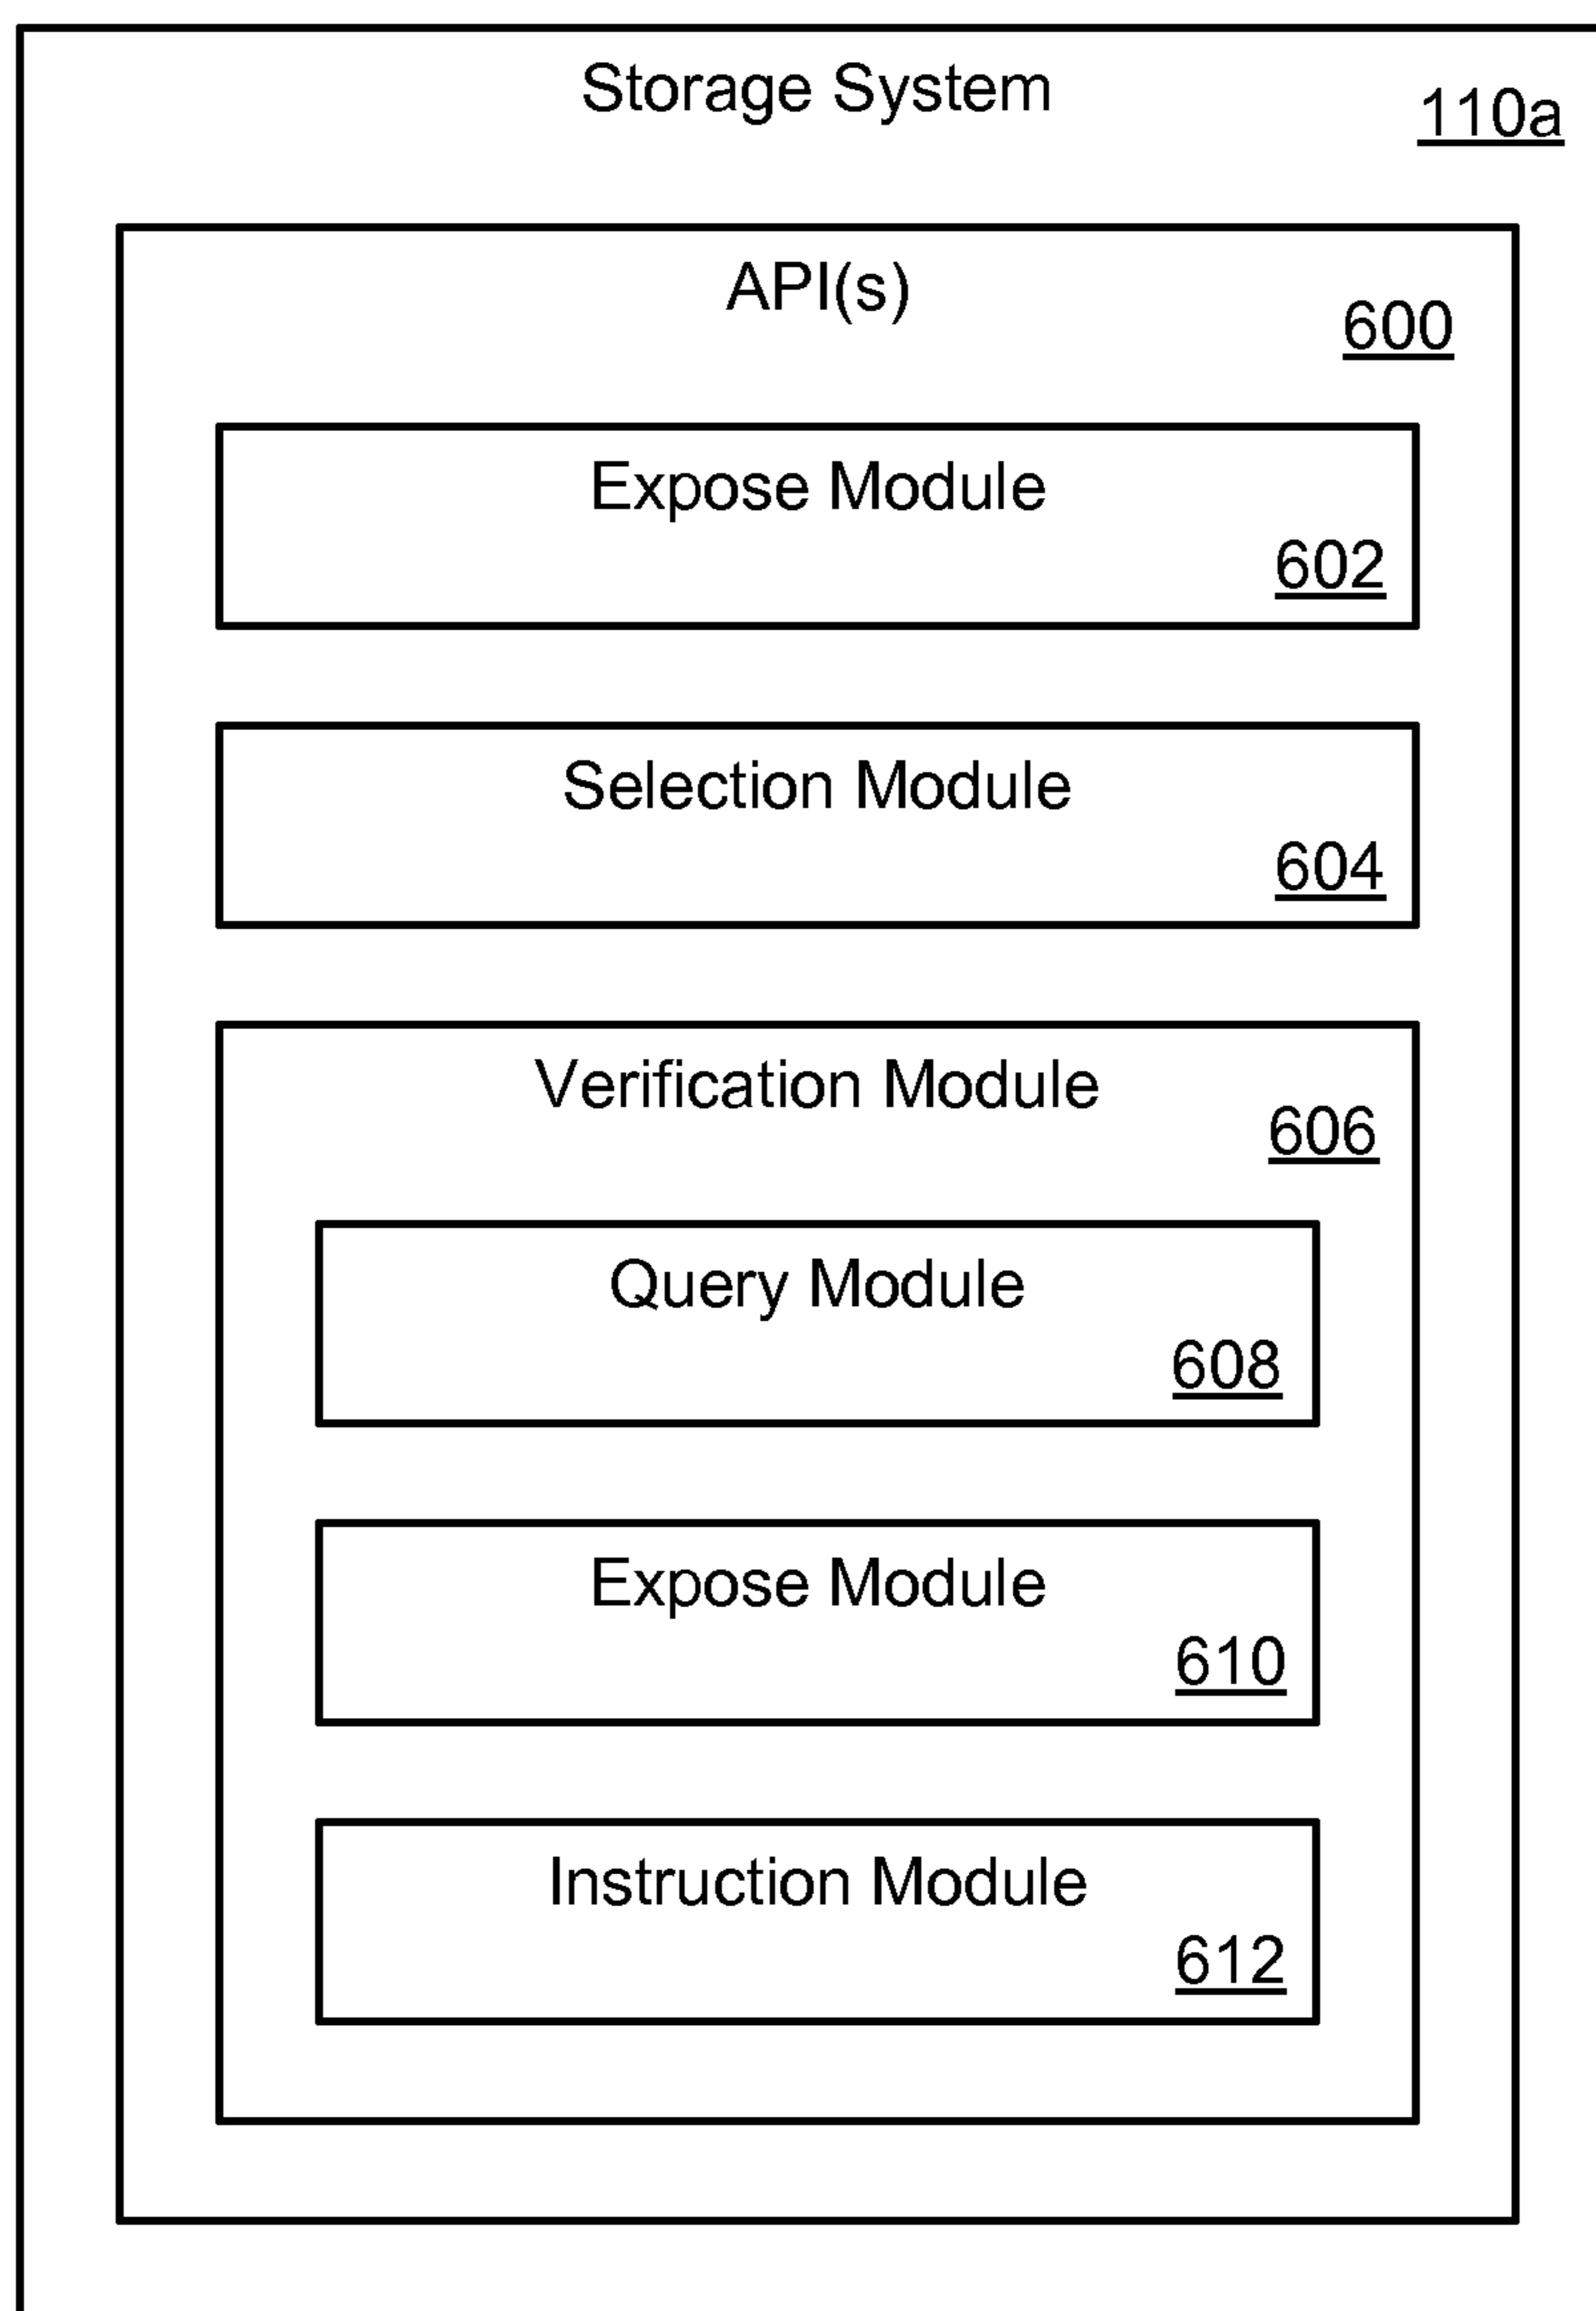 Storage System
110a
API(s)
600
Expose Module
602
Selection Module
604
Verification Module
606
Query Module
608
Expose Module
610
Instruction Module
612